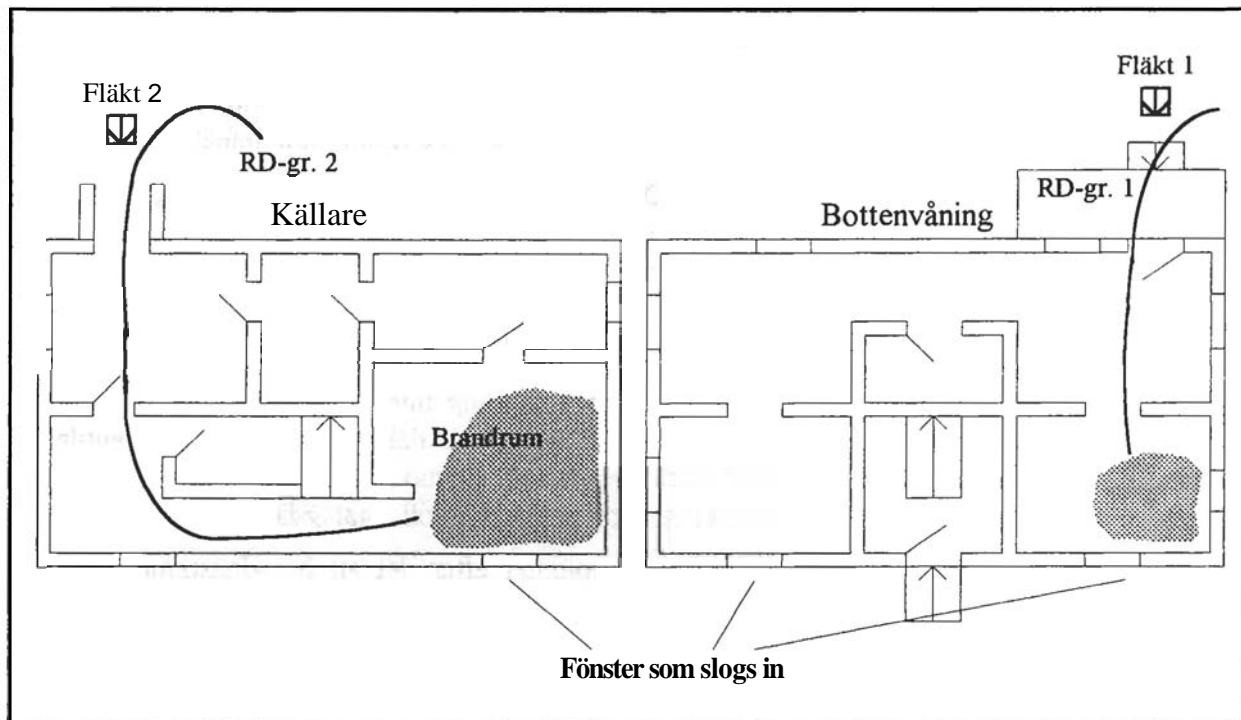 Fläkt 2
RD-gr. 2
Källare
Brandrum
Fläkt 1
RD-gr. 1
Bottenvåning
Fönster som slogs in